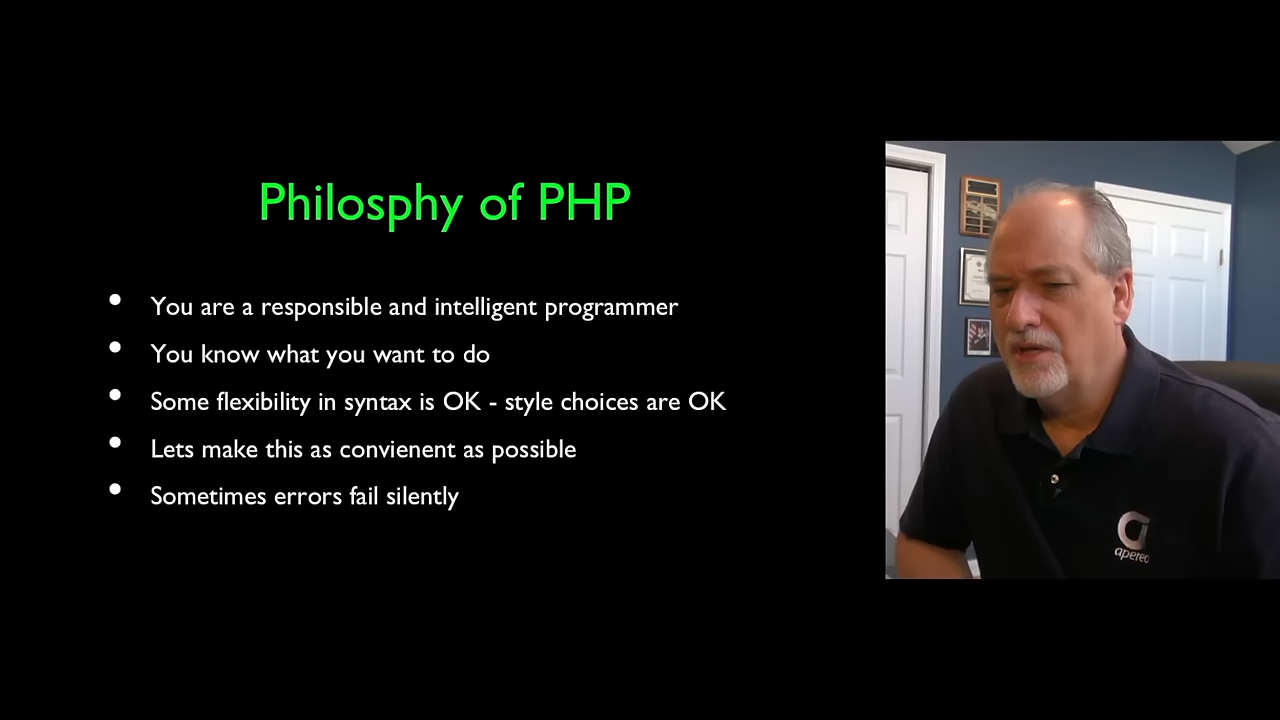 Philosphy of PHP
• You are a responsible and intelligent programmer
• You know what you want to do
• Some flexibility in syntax is OK - style choices are OK
• Lets make this as convienent as possible
• Sometimes errors fail silently
apereo